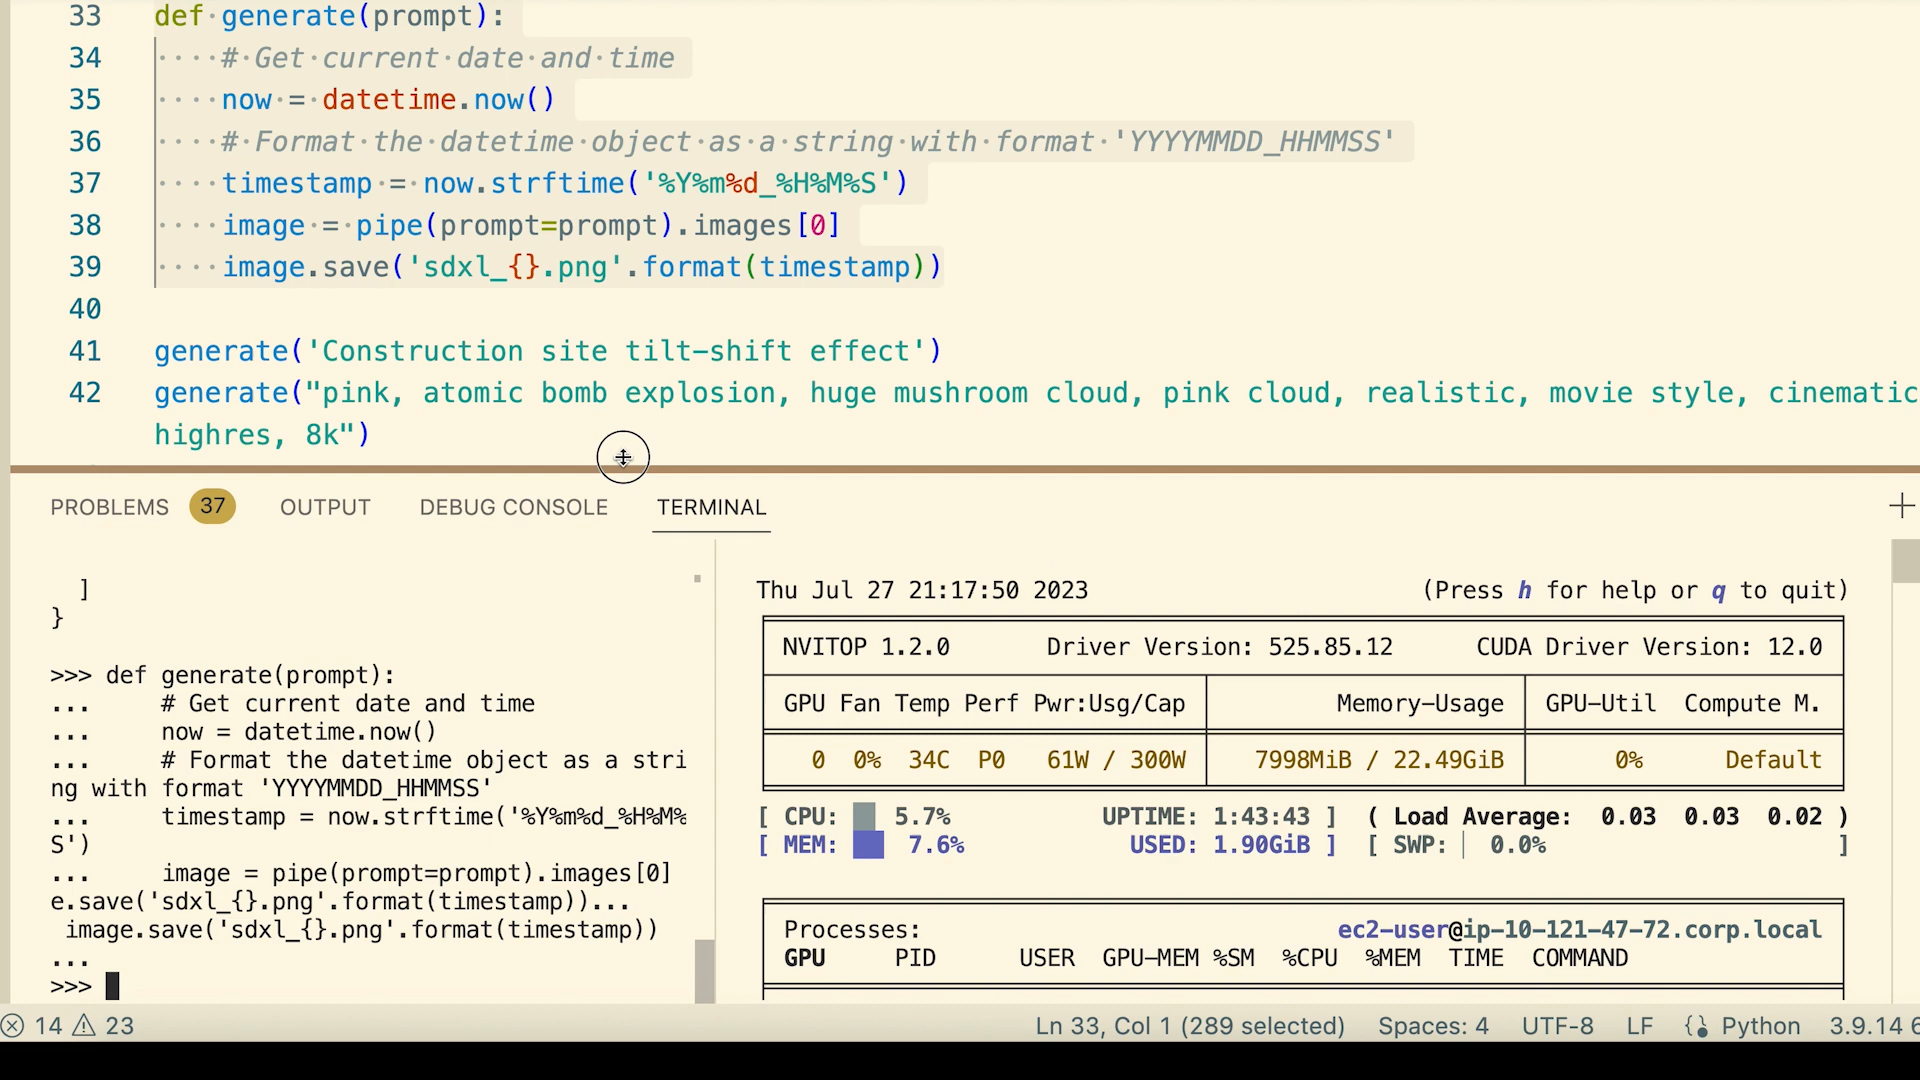 33 def generate(prompt):
34 # Get current date and time
35 now = datetime.now()
36 # Format the datetime object as a string with format 'YYYYMMDD_HHMMSS'
37 timestamp = now.strftime('%Y%m%d_%H%M%S')
38 image = pipe(prompt=prompt).images[0]
39 image.save('sdxl_{}.png'.format(timestamp))
40
41 generate('Construction site tilt-shift effect')
42 generate("pink, atomic bomb explosion, huge mushroom cloud, pink cloud, realistic, movie style, cinematic
highres, 8k")
PROBLEMS 37 OUTPUT DEBUG CONSOLE TERMINAL
]
}
>>> def generate(prompt):
... # Get current date and time
... now = datetime.now()
... # Format the datetime object as a stri
ng with format 'YYYYMMDD_HHMMSS'
... timestamp = now.strftime('%Y%m%d_%H%M%
S')
... image = pipe(prompt=prompt).images[0]
e.save('sdxl_{}.png'.format(timestamp))...
image.save('sdxl_{}.png'.format(timestamp))
...
>>>
Thu Jul 27 21:17:50 2023 (Press h for help or q to quit)
NVITOP 1.2.0 Driver Version: 525.85.12 CUDA Driver Version: 12.0
GPU Fan Temp Perf Pwr:Usg/Cap Memory-Usage GPU-Util Compute M.
0 0% 34C P0 61W / 300W 7998MiB / 22.49GiB 0% Default
[ CPU: 5.7% UPTIME: 1:43:43 ] ( Load Average: 0.03 0.03 0.02 )
[ MEM: 7.6% USED: 1.90GiB ] [ SWP: 0.0% ]
Processes: ec2-user@ip-10-121-47-72.corp.local
GPU PID USER GPU-MEM %SM %CPU %MEM TIME COMMAND
14 23 Ln 33, Col 1 (289 selected) Spaces: 4 UTF-8 LF Python 3.9.14